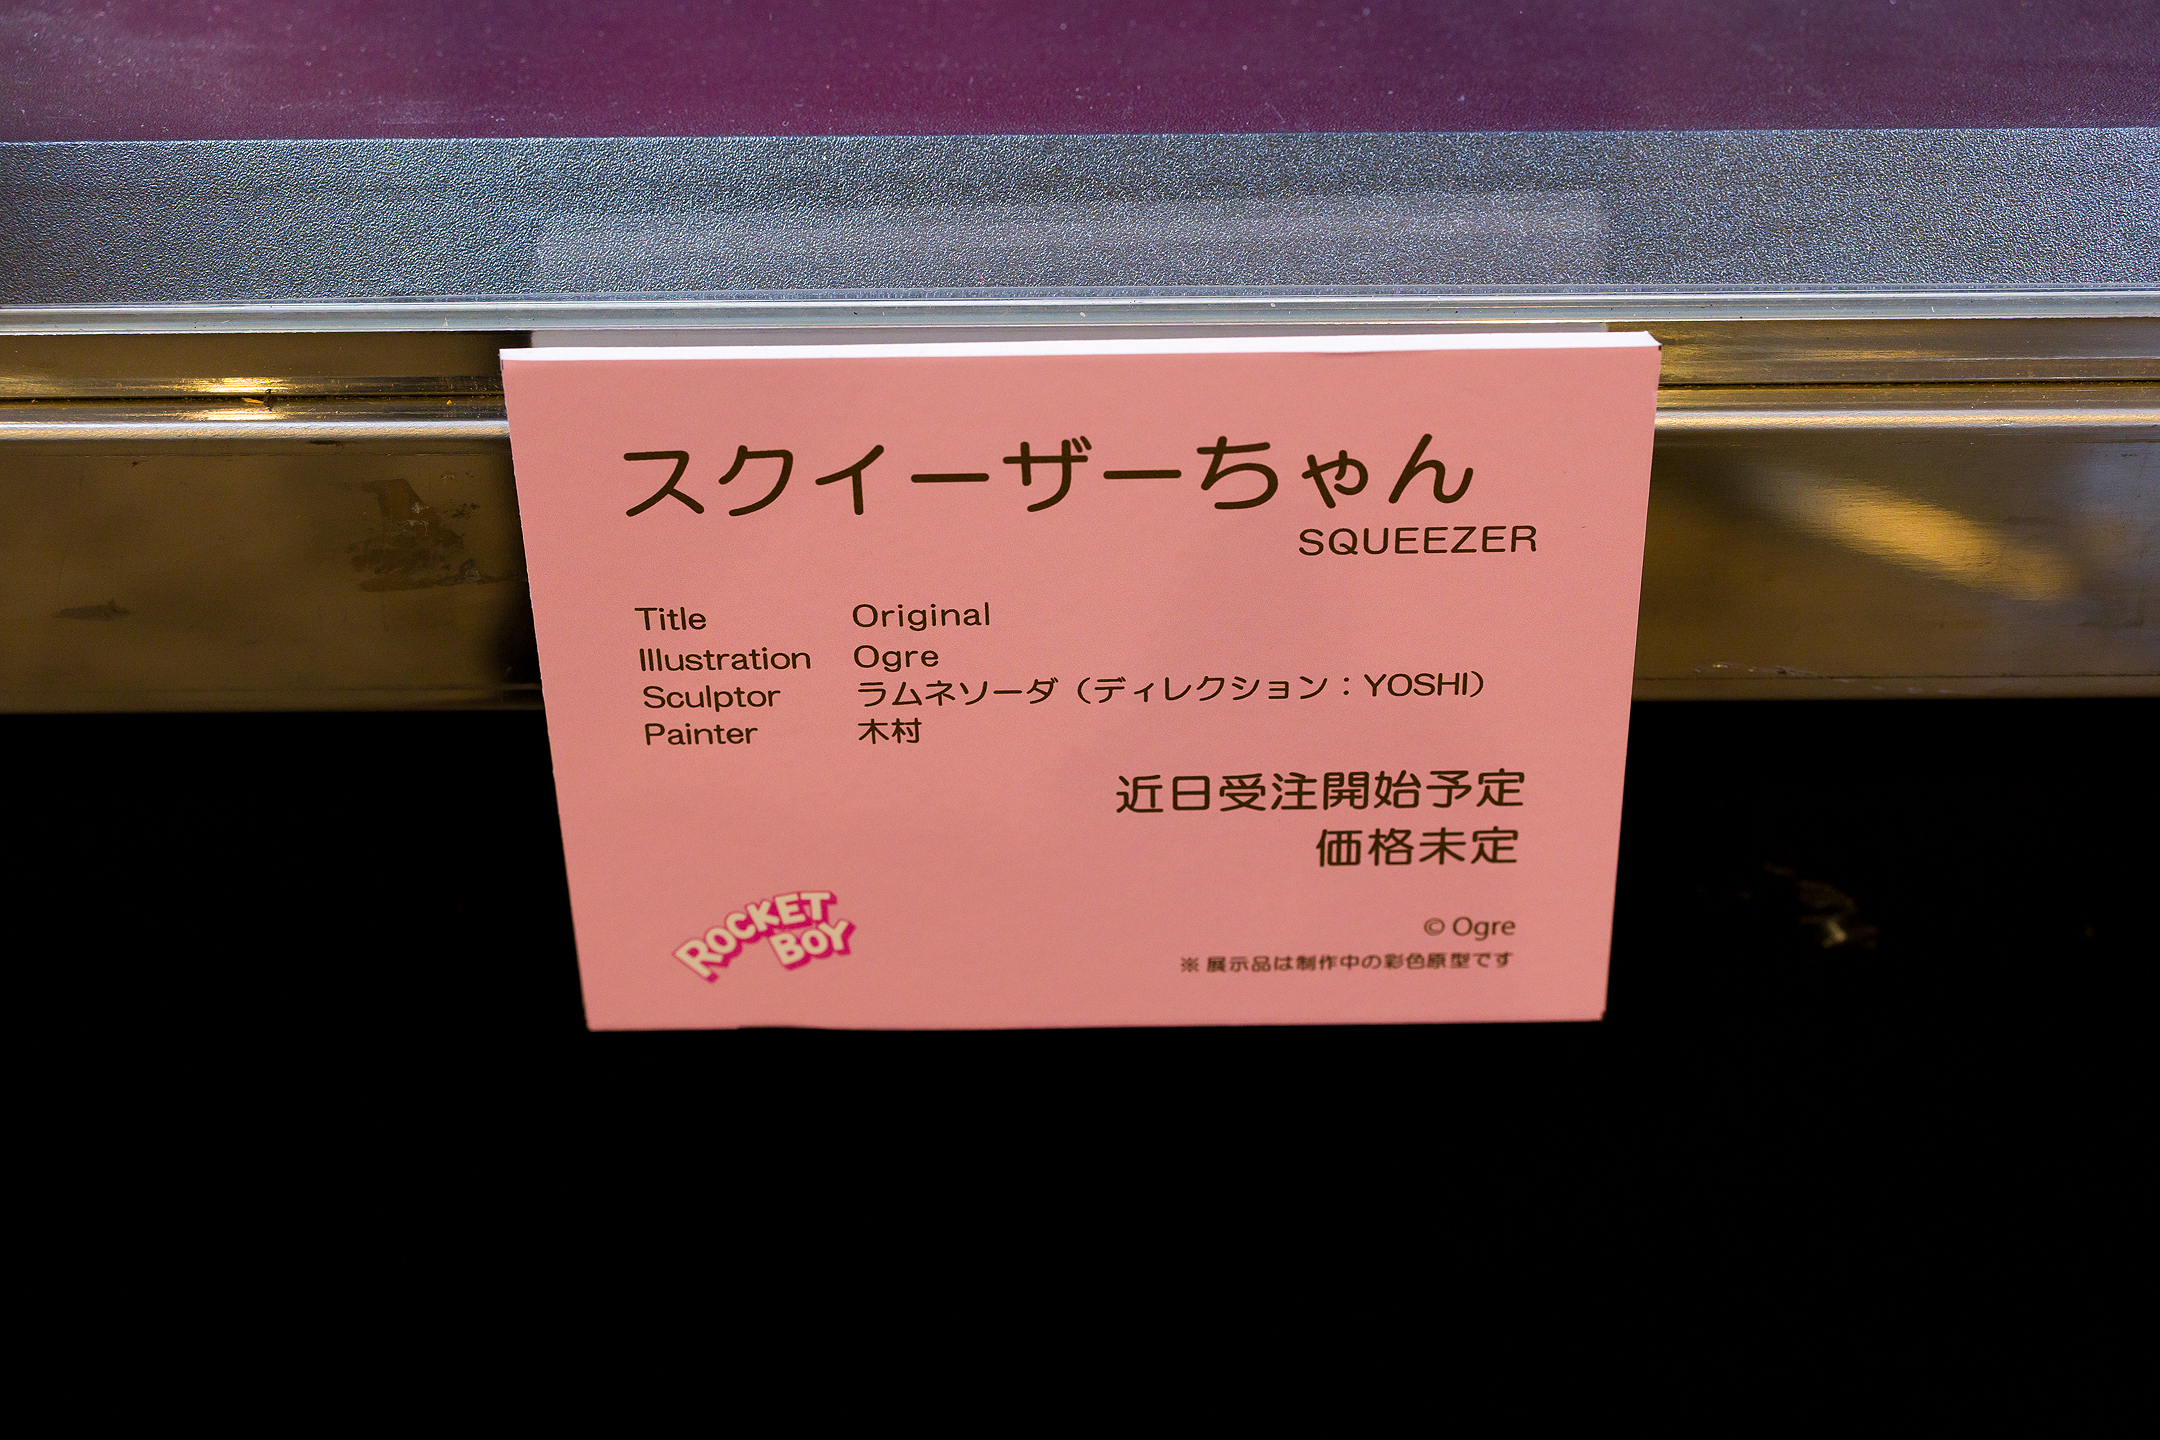 スクイーザーちゃん
SQUEEZER
Title Original
Illustration Ogre
Sculptor ラムネソーダ（ディレクション：YOSHI）
Painter 木村
近日受注開始予定
価格未定
ROCKET
BOY
© Ogre
※ 展示品は制作中の彩色原型です